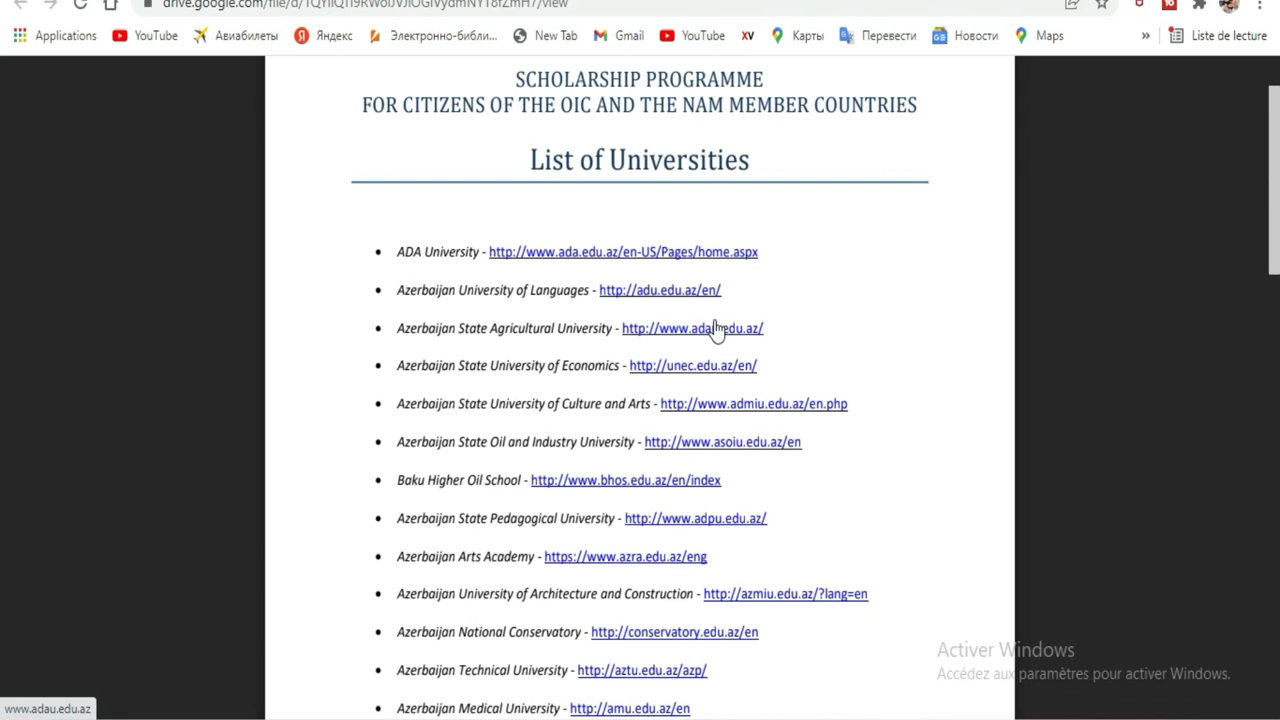 drive.google.com/file/d/
Applications YouTube Авиабилеты Яндекс Электронно-библи... New Tab Gmail YouTube XV Карты Перевести Новости Maps » Liste de lecture
SCHOLARSHIP PROGRAMME
FOR CITIZENS OF THE OIC AND THE NAM MEMBER COUNTRIES
List of Universities
• ADA University - http://www.ada.edu.az/en-US/Pages/home.aspx
• Azerbaijan University of Languages - http://adu.edu.az/en/
• Azerbaijan State Agricultural University - http://www.adau.edu.az/
• Azerbaijan State University of Economics - http://unec.edu.az/en/
• Azerbaijan State University of Culture and Arts - http://www.admiu.edu.az/en.php
• Azerbaijan State Oil and Industry University - http://www.asoiu.edu.az/en
• Baku Higher Oil School - http://www.bhos.edu.az/en/index
• Azerbaijan State Pedagogical University - http://www.adpu.edu.az/
• Azerbaijan Arts Academy - https://www.azra.edu.az/eng
• Azerbaijan University of Architecture and Construction - http://azmiu.edu.az/?lang=en
• Azerbaijan National Conservatory - http://conservatory.edu.az/en
• Azerbaijan Technical University - http://aztu.edu.az/azp/
• Azerbaijan Medical University - http://amu.edu.az/en
Activer Windows
Accédez aux paramètres pour activer Windows.
www.adau.edu.az